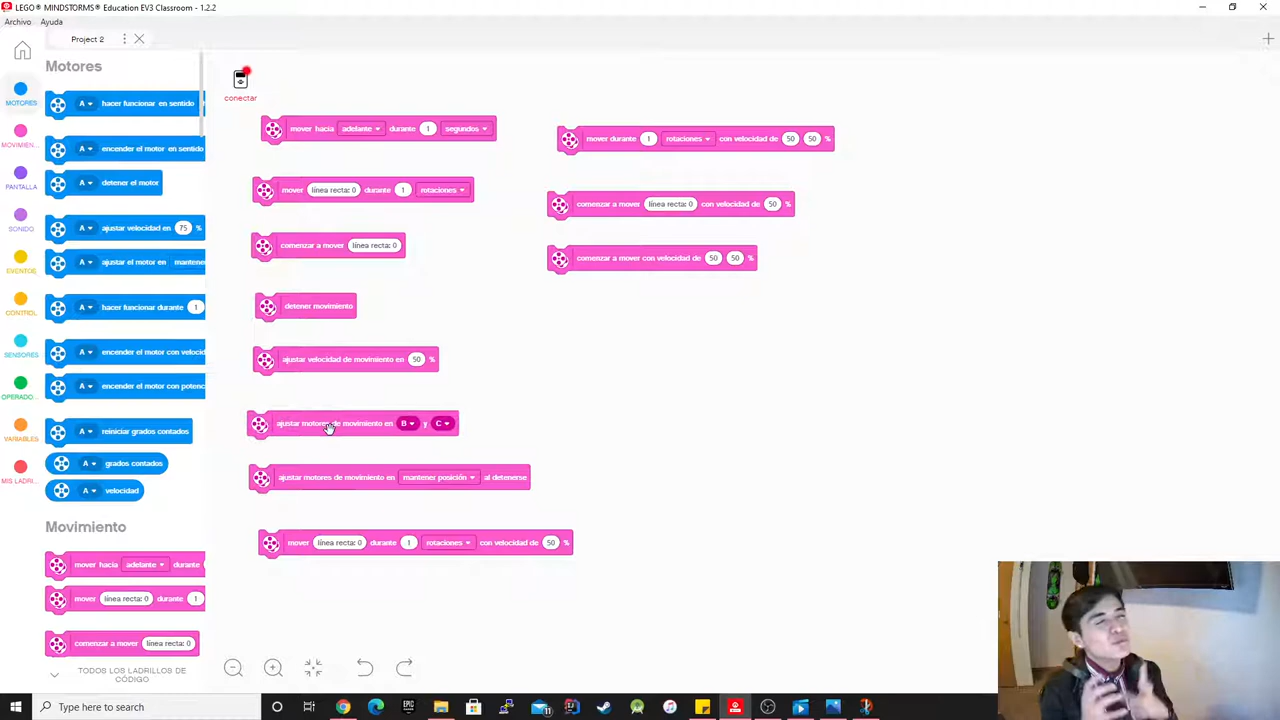 LEGO® MINDSTORMS® Education EV3 Classroom - 1.2.2
Archivo Ayuda
Project 2
conectar
MOTORES
MOVIMIEN...
PANTALLA
SONIDO
EVENTOS
CONTROL
SENSORES
OPERADO...
VARIABLES
MIS LADRI...
Motores
A hacer funcionar en sentido
A encender el motor en sentido
A detener el motor
A ajustar velocidad en 75 %
A ajustar el motor en mantener
A hacer funcionar durante 1
A encender el motor con velocid
A encender el motor con potenc
A reiniciar grados contados
A grados contados
A velocidad
Movimiento
mover hacia adelante durante
mover línea recta: 0 durante 1
comenzar a mover línea recta: 0
TODOS LOS LADRILLOS DE
CÓDIGO
mover hacia adelante durante 1 segundos
mover línea recta: 0 durante 1 rotaciones
comenzar a mover línea recta: 0
detener movimiento
ajustar velocidad de movimiento en 50 %
ajustar motores de movimiento en B y C
ajustar motores de movimiento en mantener posición al detenerse
mover línea recta: 0 durante 1 rotaciones con velocidad de 50 %
mover durante 1 rotaciones con velocidad de 50 50 %
comenzar a mover línea recta: 0 con velocidad de 50 %
comenzar a mover con velocidad de 50 50 %
Type here to search
EPIC
11